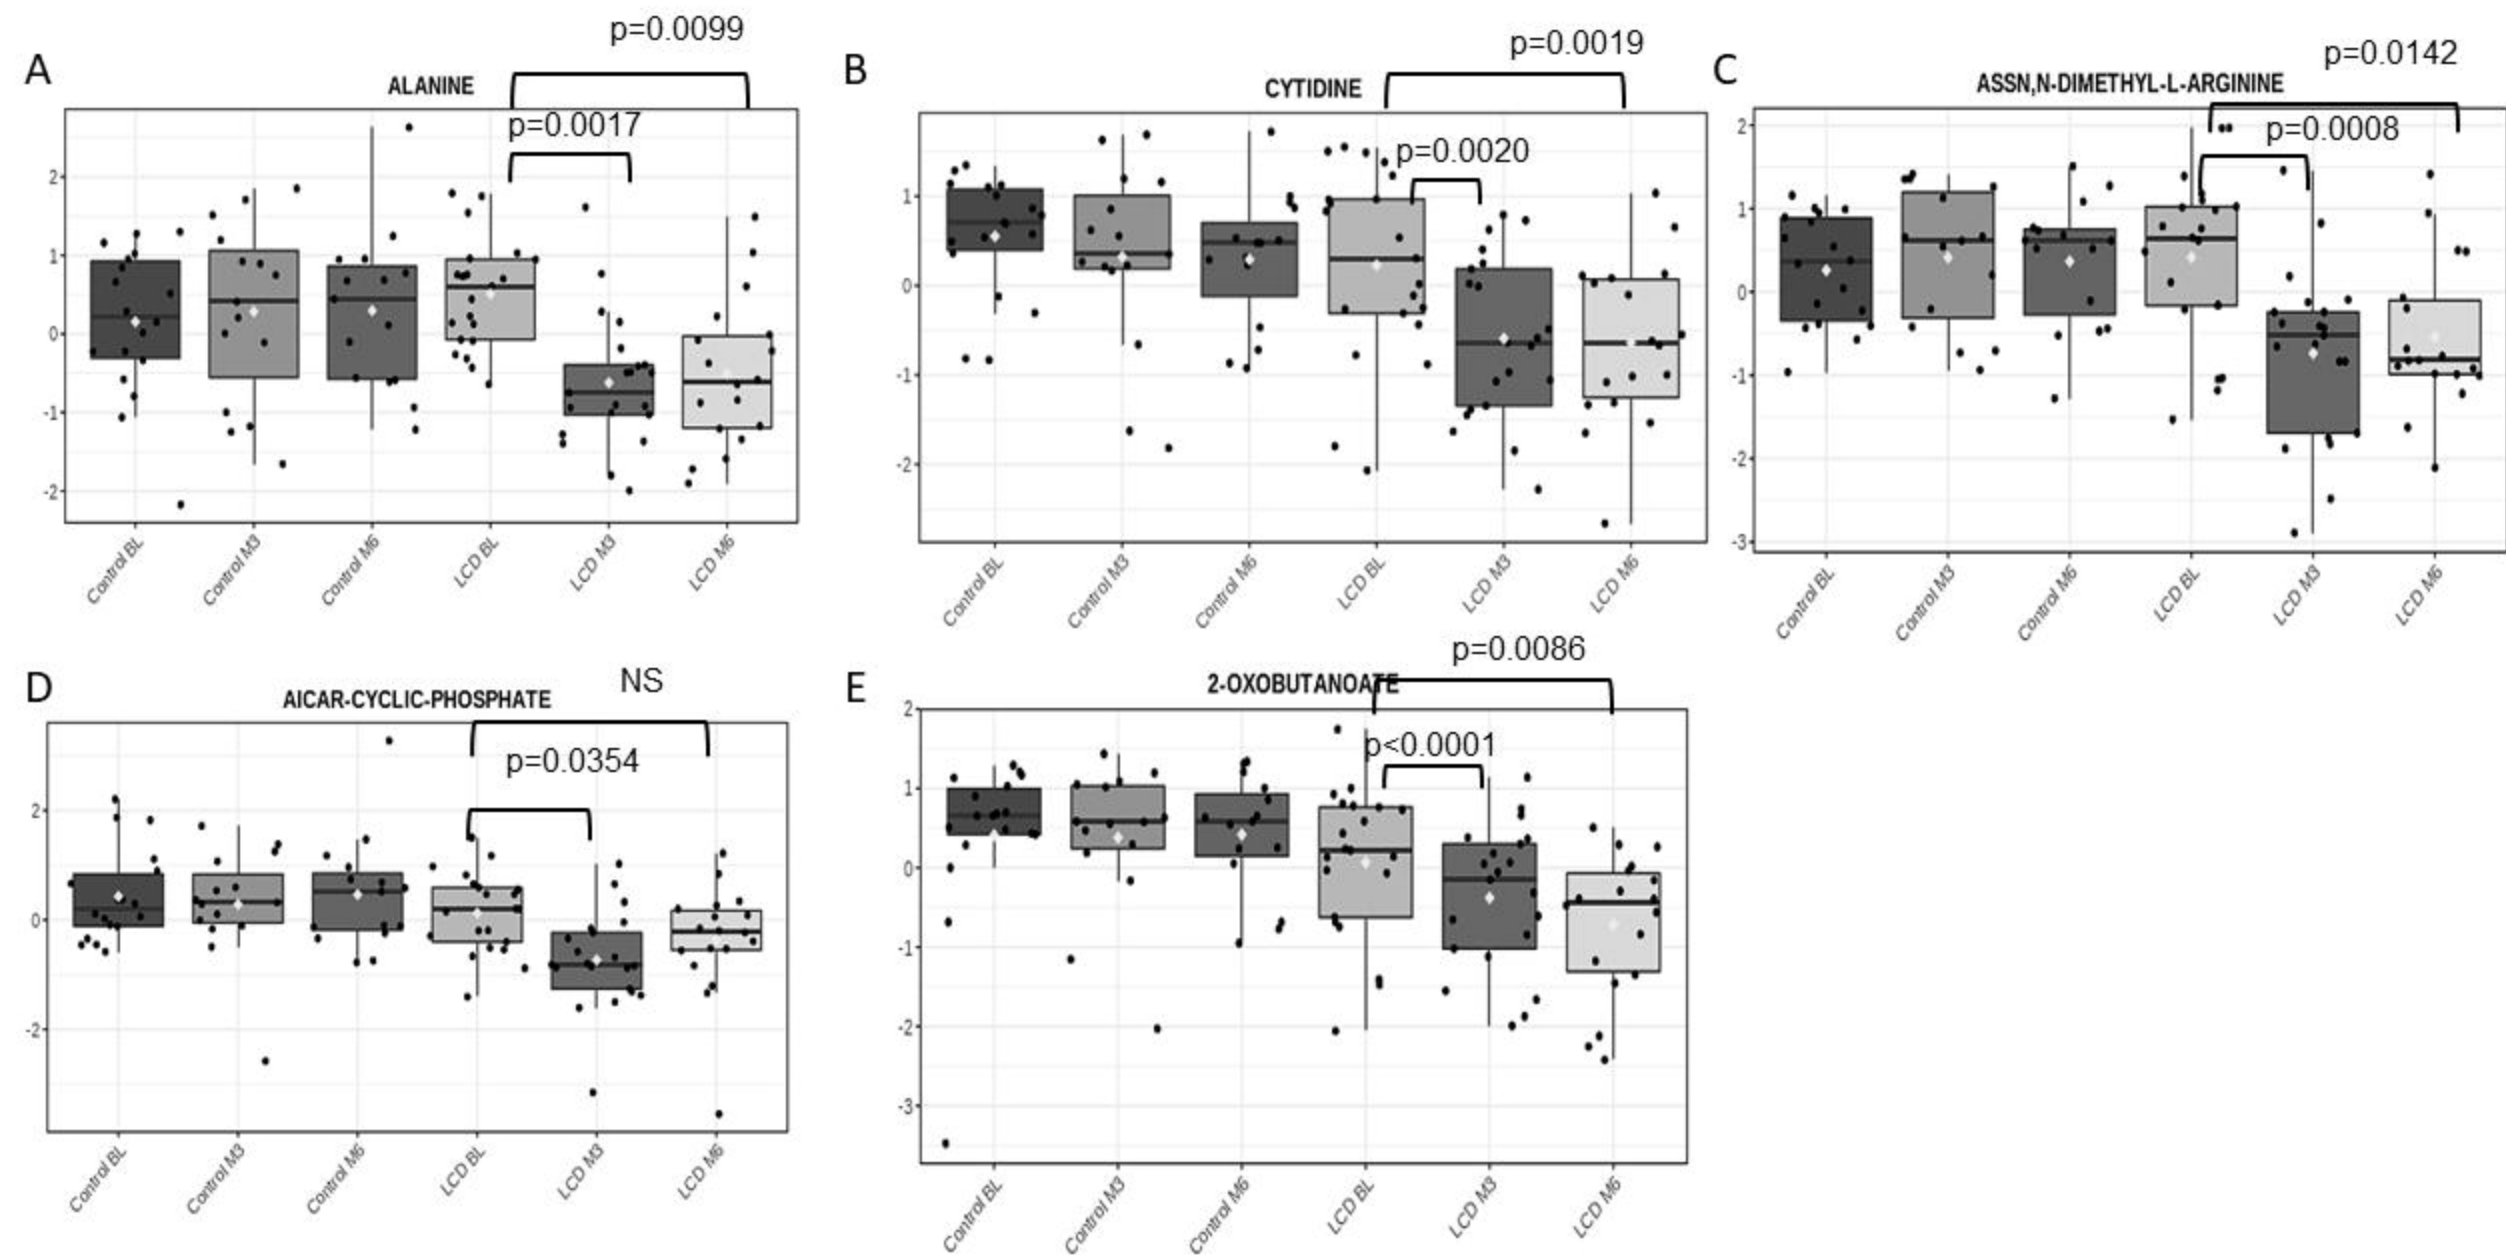 A
ALANINE
p=0.0099
p=0.0017
2
1
0
-1
-2
Control BL
Control M3
Control M6
LCD BL
LCD M3
LCD M6
B
CYTIDINE
p=0.0019
p=0.0020
1
0
-1
-2
Control BL
Control M3
Control M6
LCD BL
LCD M3
LCD M6
C
ASSN,N-DIMETHYL-L-ARGININE
p=0.0142
p=0.0008
2
1
0
-1
-2
-3
Control BL
Control M3
Control M6
LCD BL
LCD M3
LCD M6
D
AICAR-CYCLIC-PHOSPHATE
NS
p=0.0354
2
0
-2
Control BL
Control M3
Control M6
LCD BL
LCD M3
LCD M6
E
2-OXOBUTANOATE
p=0.0086
p<0.0001
2
1
0
-1
-2
-3
Control BL
Control M3
Control M6
LCD BL
LCD M3
LCD M6